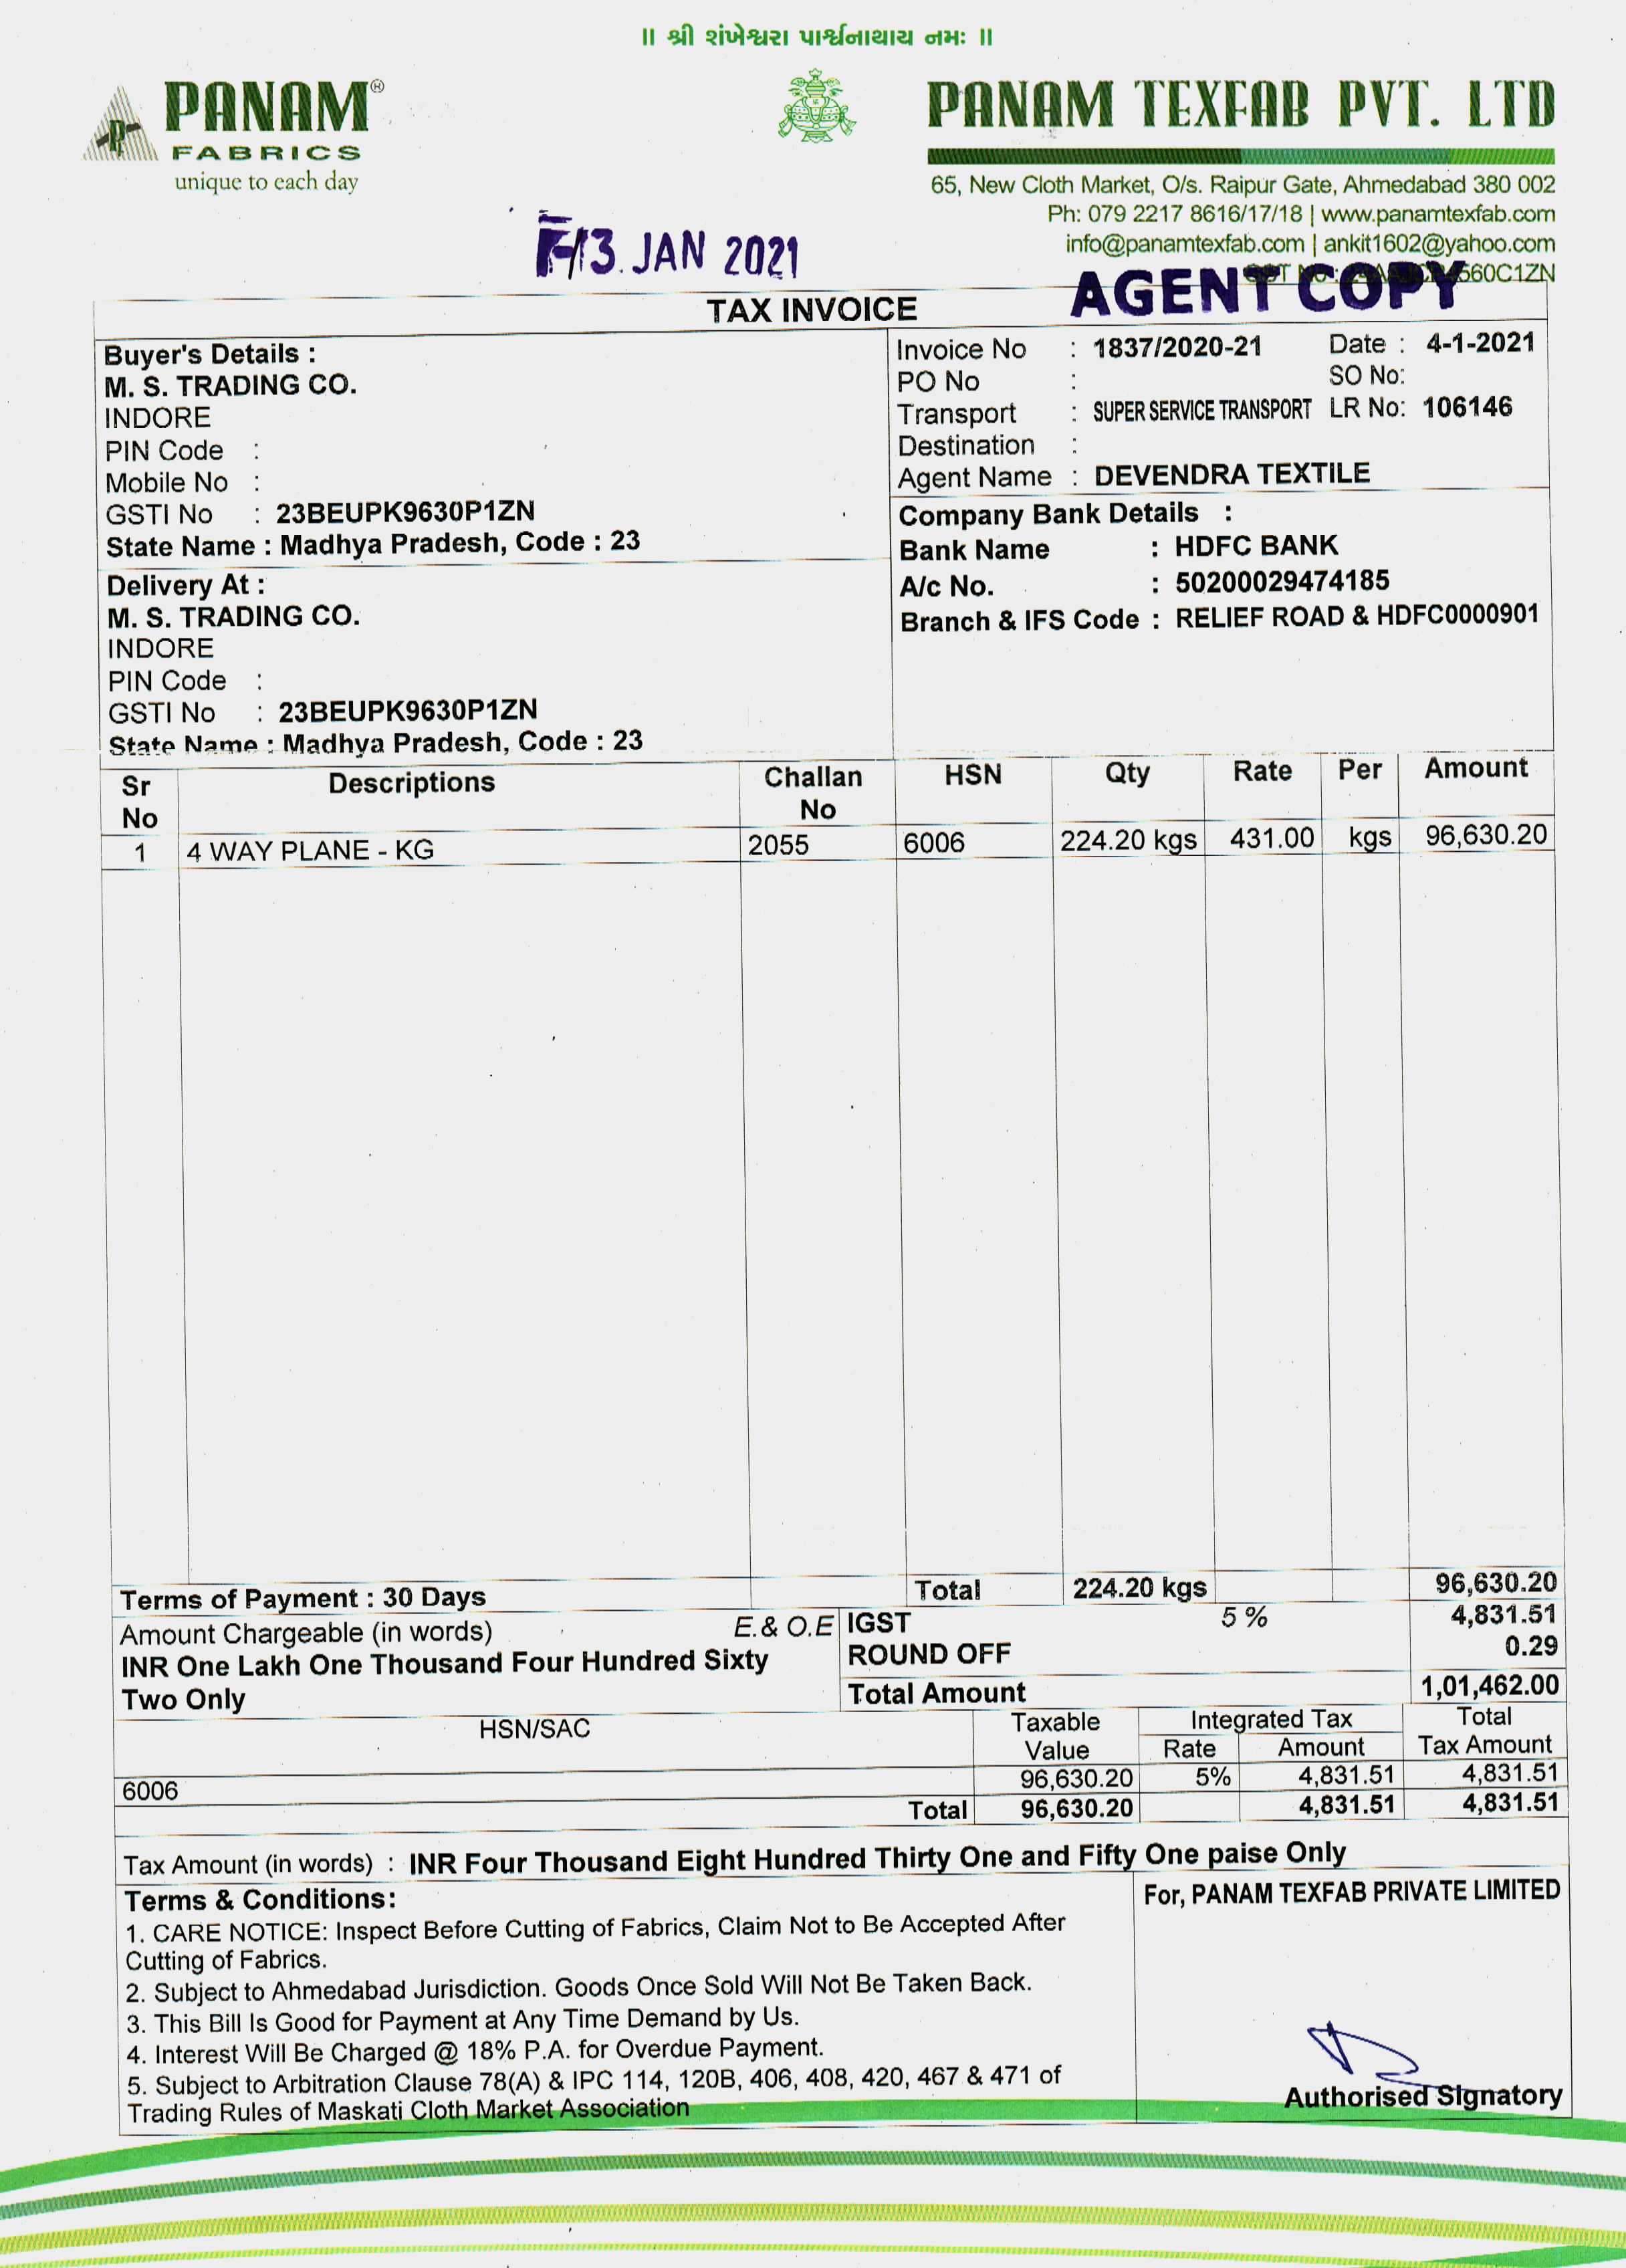 ॥ શ્રી શંખેશ્વરા પાર્શ્વનાથાય નમઃ ॥
PANAM®
FABRICS
unique to each day
PANAM TEXFAB PVT. LTD
65, New Cloth Market, O/s. Raipur Gate, Ahmedabad 380 002
Ph: 079 2217 8616/17/18 | www.panamtexfab.com
info@panamtexfab.com | ankit1602@yahoo.com
13 JAN 2021
AGENT COPY
TAX INVOICE
Buyer's Details :
M. S. TRADING CO.
INDORE
PIN Code :
Mobile No :
GSTI No : 23BEUPK9630P1ZN
State Name : Madhya Pradesh, Code : 23
Delivery At :
M. S. TRADING CO.
INDORE
PIN Code :
GSTI No : 23BEUPK9630P1ZN
State Name : Madhya Pradesh, Code : 23
Invoice No : 1837/2020-21 Date : 4-1-2021
PO No : SO No:
Transport : SUPER SERVICE TRANSPORT LR No: 106146
Destination :
Agent Name : DEVENDRA TEXTILE
Company Bank Details :
Bank Name : HDFC BANK
A/c No. : 50200029474185
Branch & IFS Code : RELIEF ROAD & HDFC0000901
Sr No Descriptions Challan No HSN Qty Rate Per Amount
1 4 WAY PLANE - KG 2055 6006 224.20 kgs 431.00 kgs 96,630.20
Terms of Payment : 30 Days Total 224.20 kgs 96,630.20
Amount Chargeable (in words) E.& O.E IGST 5 % 4,831.51
INR One Lakh One Thousand Four Hundred Sixty ROUND OFF 0.29
Two Only Total Amount 1,01,462.00
HSN/SAC Taxable Value Integrated Tax Total Tax Amount
Rate Amount
6006 96,630.20 5% 4,831.51 4,831.51
Total 96,630.20 4,831.51 4,831.51
Tax Amount (in words) : INR Four Thousand Eight Hundred Thirty One and Fifty One paise Only
Terms & Conditions:
1. CARE NOTICE: Inspect Before Cutting of Fabrics, Claim Not to Be Accepted After
Cutting of Fabrics.
2. Subject to Ahmedabad Jurisdiction. Goods Once Sold Will Not Be Taken Back.
3. This Bill Is Good for Payment at Any Time Demand by Us.
4. Interest Will Be Charged @ 18% P.A. for Overdue Payment.
5. Subject to Arbitration Clause 78(A) & IPC 114, 120B, 406, 408, 420, 467 & 471 of
Trading Rules of Maskati Cloth Market Association
For, PANAM TEXFAB PRIVATE LIMITED
Authorised Signatory